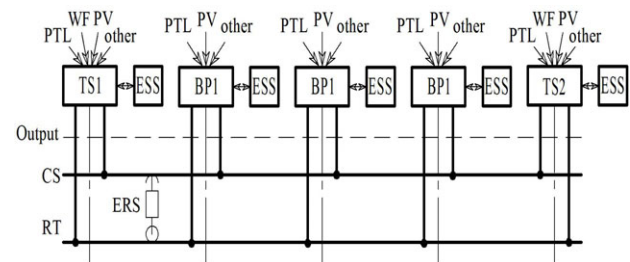 WF PV PV PV PV WF PV
PTL other PTL other PTL other PTL other PTL other
TS1 ESS BP1 ESS BP1 ESS BP1 ESS TS2 ESS
Output
CS
ERS
RT